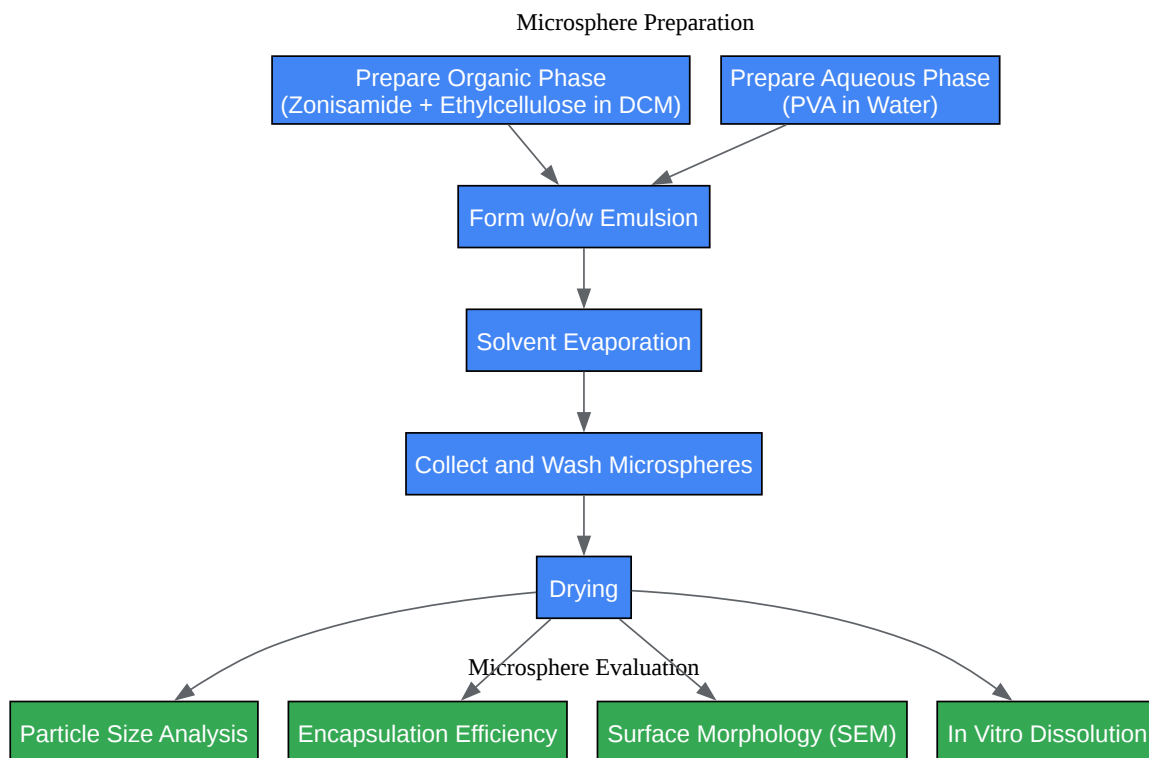 Microsphere Preparation
Prepare Organic Phase
(Zonisamide + Ethylcellulose in DCM)
Prepare Aqueous Phase
(PVA in Water)
Form w/o/w Emulsion
Solvent Evaporation
Collect and Wash Microspheres
Drying
Microsphere Evaluation
Particle Size Analysis
Encapsulation Efficiency
Surface Morphology (SEM)
In Vitro Dissolution